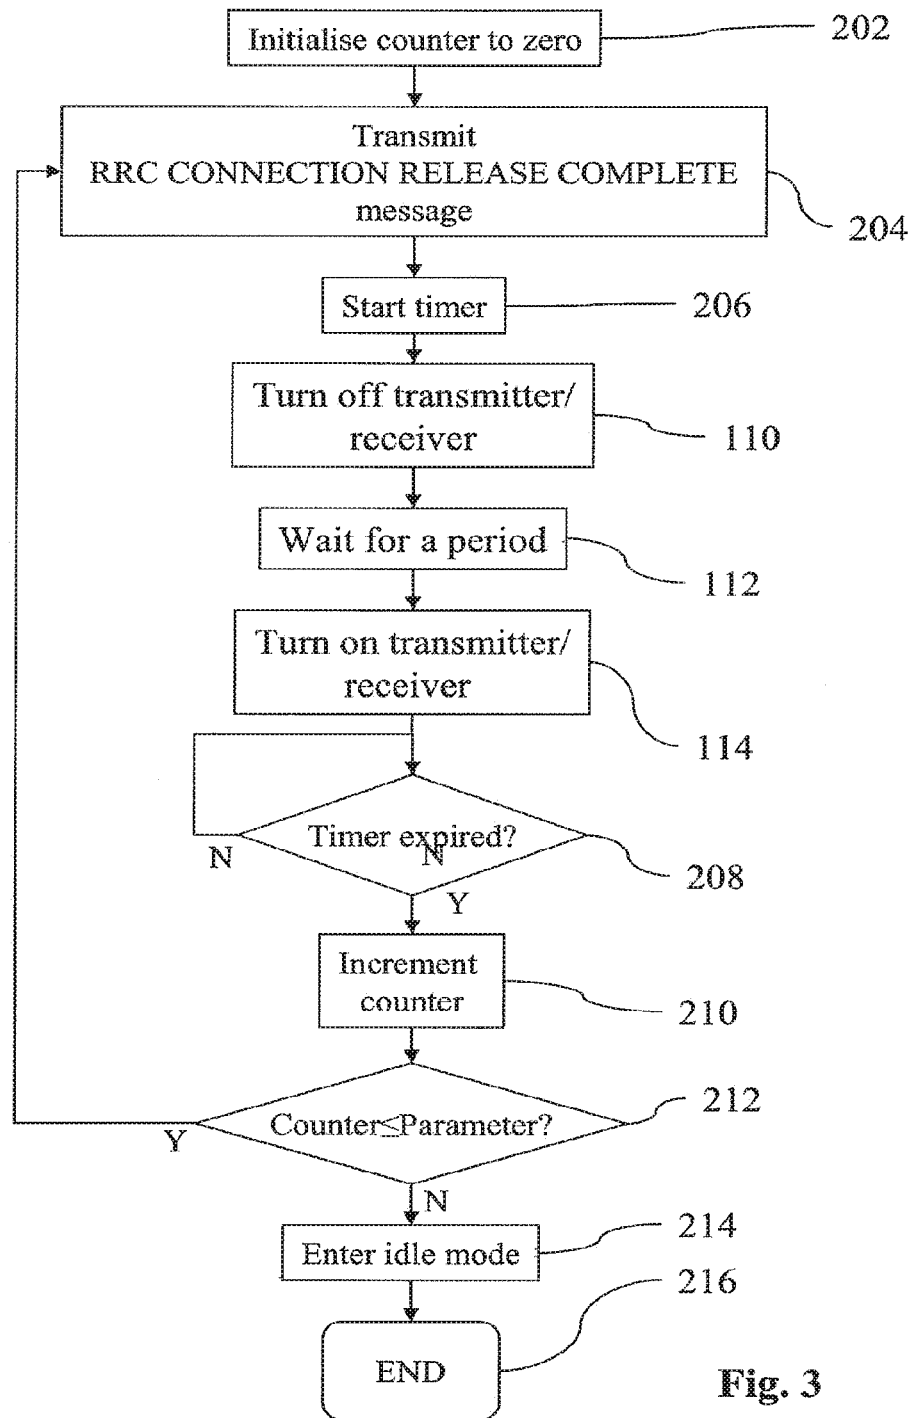 Initialise counter to zero
202
Transmit
RRC CONNECTION RELEASE COMPLETE
message
204
Start timer
206
Turn off transmitter/
receiver
110
Wait for a period
112
Turn on transmitter/
receiver
114
Timer expired?
N
N
208
Y
Increment
counter
210
Counter≤Parameter?
212
Y
N
Enter idle mode
214
216
END
Fig. 3